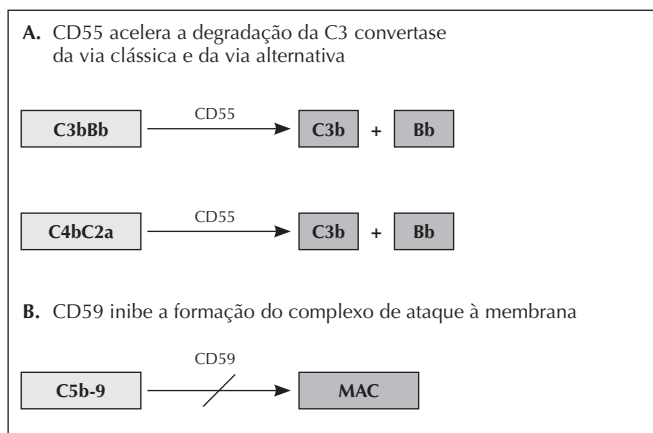 A. CD55 acelera a degradação da C3 convertase
da via clássica e da via alternativa
CD55
C3bBb C3b + Bb
CD55
C4bC2a C3b + Bb
B. CD59 inibe a formação do complexo de ataque à membrana
CD59
C5b-9 MAC